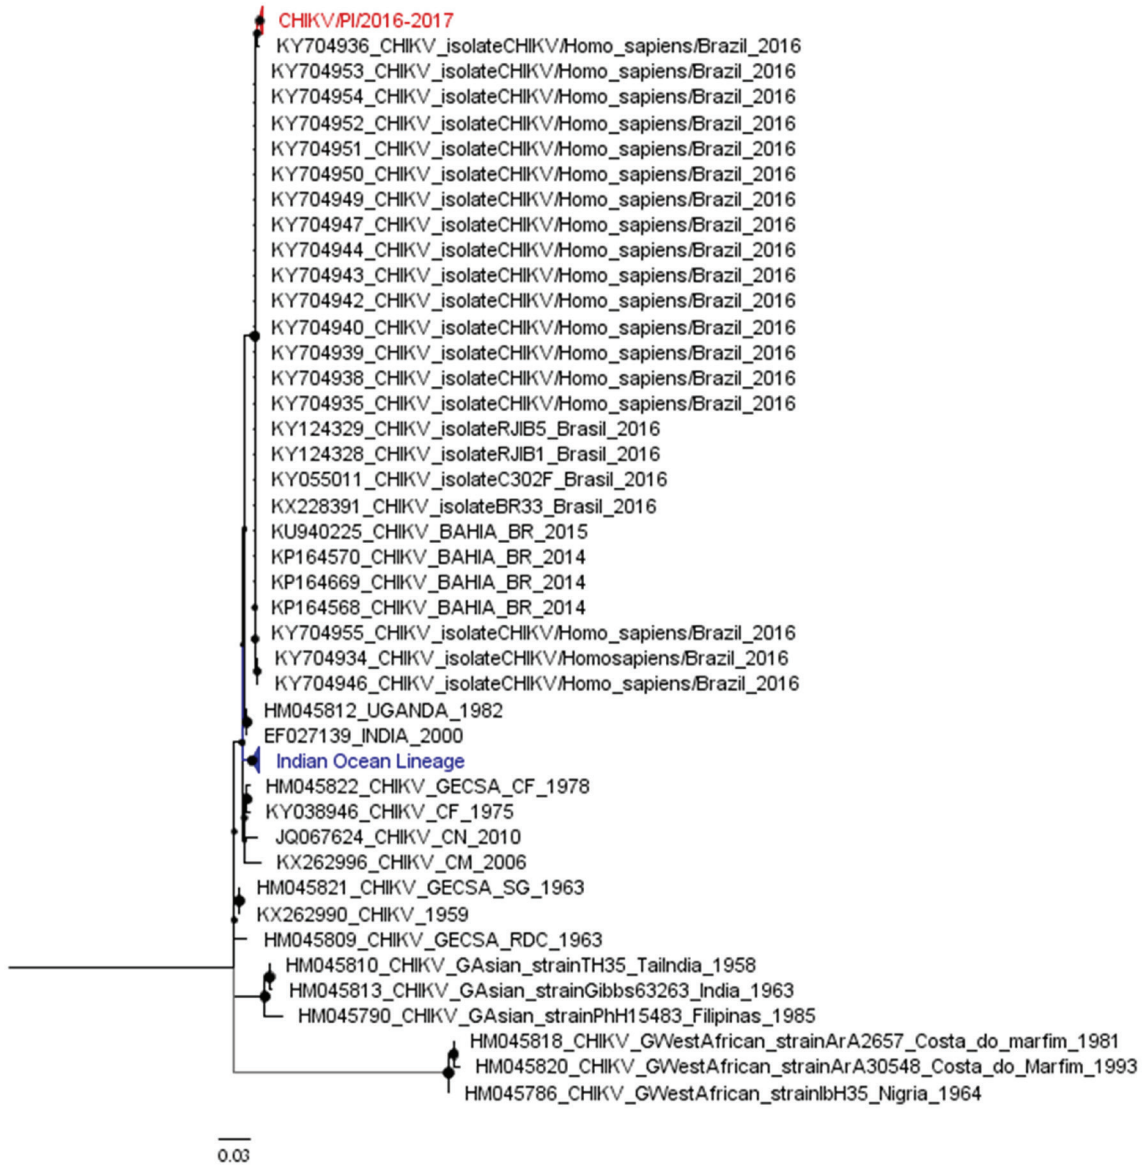 CHIKV/PI/2016-2017
KY704936_CHIKV_isolateCHIKV/Homo_sapiens/Brazil_2016
KY704953_CHIKV_isolateCHIKV/Homo_sapiens/Brazil_2016
KY704954_CHIKV_isolateCHIKV/Homo_sapiens/Brazil_2016
KY704952_CHIKV_isolateCHIKV/Homo_sapiens/Brazil_2016
KY704951_CHIKV_isolateCHIKV/Homo_sapiens/Brazil_2016
KY704950_CHIKV_isolateCHIKV/Homo_sapiens/Brazil_2016
KY704949_CHIKV_isolateCHIKV/Homo_sapiens/Brazil_2016
KY704947_CHIKV_isolateCHIKV/Homo_sapiens/Brazil_2016
KY704944_CHIKV_isolateCHIKV/Homo_sapiens/Brazil_2016
KY704943_CHIKV_isolateCHIKV/Homo_sapiens/Brazil_2016
KY704942_CHIKV_isolateCHIKV/Homo_sapiens/Brazil_2016
KY704940_CHIKV_isolateCHIKV/Homo_sapiens/Brazil_2016
KY704939_CHIKV_isolateCHIKV/Homo_sapiens/Brazil_2016
KY704938_CHIKV_isolateCHIKV/Homo_sapiens/Brazil_2016
KY704935_CHIKV_isolateCHIKV/Homo_sapiens/Brazil_2016
KY124329_CHIKV_isolateRJIB5_Brasil_2016
KY124328_CHIKV_isolateRJIB1_Brasil_2016
KY055011_CHIKV_isolateC302F_Brasil_2016
KX228391_CHIKV_isolateBR33_Brasil_2016
KU940225_CHIKV_BAHIA_BR_2015
KP164570_CHIKV_BAHIA_BR_2014
KP164669_CHIKV_BAHIA_BR_2014
KP164568_CHIKV_BAHIA_BR_2014
KY704955_CHIKV_isolateCHIKV/Homo_sapiens/Brazil_2016
KY704934_CHIKV_isolateCHIKV/Homosapiens/Brazil_2016
KY704946_CHIKV_isolateCHIKV/Homo_sapiens/Brazil_2016
HM045812_UGANDA_1982
EF027139_INDIA_2000
Indian Ocean Lineage
HM045822_CHIKV_GECSA_CF_1978
KY038946_CHIKV_CF_1975
JQ067624_CHIKV_CN_2010
KX262996_CHIKV_CM_2006
HM045821_CHIKV_GECSA_SG_1963
KX262990_CHIKV_1959
HM045809_CHIKV_GECSA_RDC_1963
HM045810_CHIKV_GAsian_strainTH35_Tailndia_1958
HM045813_CHIKV_GAsian_strainGibbs63263_India_1963
HM045790_CHIKV_GAsian_strainPhH15483_Filipinas_1985
HM045818_CHIKV_GWestAfrican_strainArA2657_Costa_do_marfim_1981
HM045820_CHIKV_GWestAfrican_strainArA30548_Costa_do_Marfim_1993
HM045786_CHIKV_GWestAfrican_strainIbH35_Nigria_1964
0.03